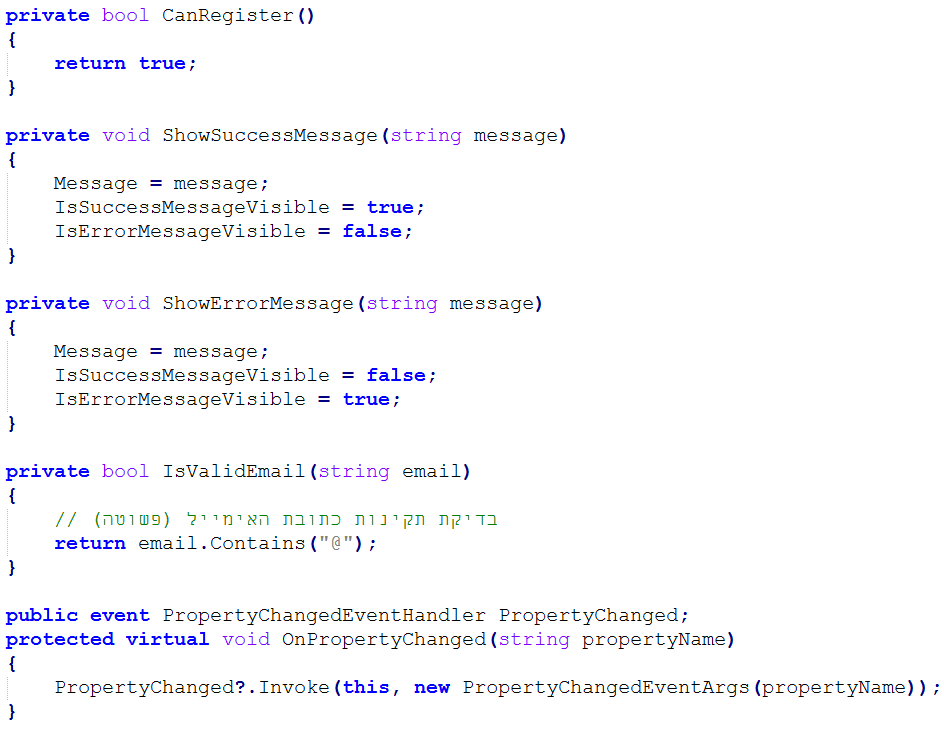 private bool CanRegister()
{
    return true;
}

private void ShowSuccessMessage(string message)
{
    Message = message;
    IsSuccessMessageVisible = true;
    IsErrorMessageVisible = false;
}

private void ShowErrorMessage(string message)
{
    Message = message;
    IsSuccessMessageVisible = false;
    IsErrorMessageVisible = true;
}

private bool IsValidEmail(string email)
{
    // בדיקת תקינות כתובת האימייל (פשוטה)
    return email.Contains("@");
}

public event PropertyChangedEventHandler PropertyChanged;
protected virtual void OnPropertyChanged(string propertyName)
{
    PropertyChanged?.Invoke(this, new PropertyChangedEventArgs(propertyName));
}